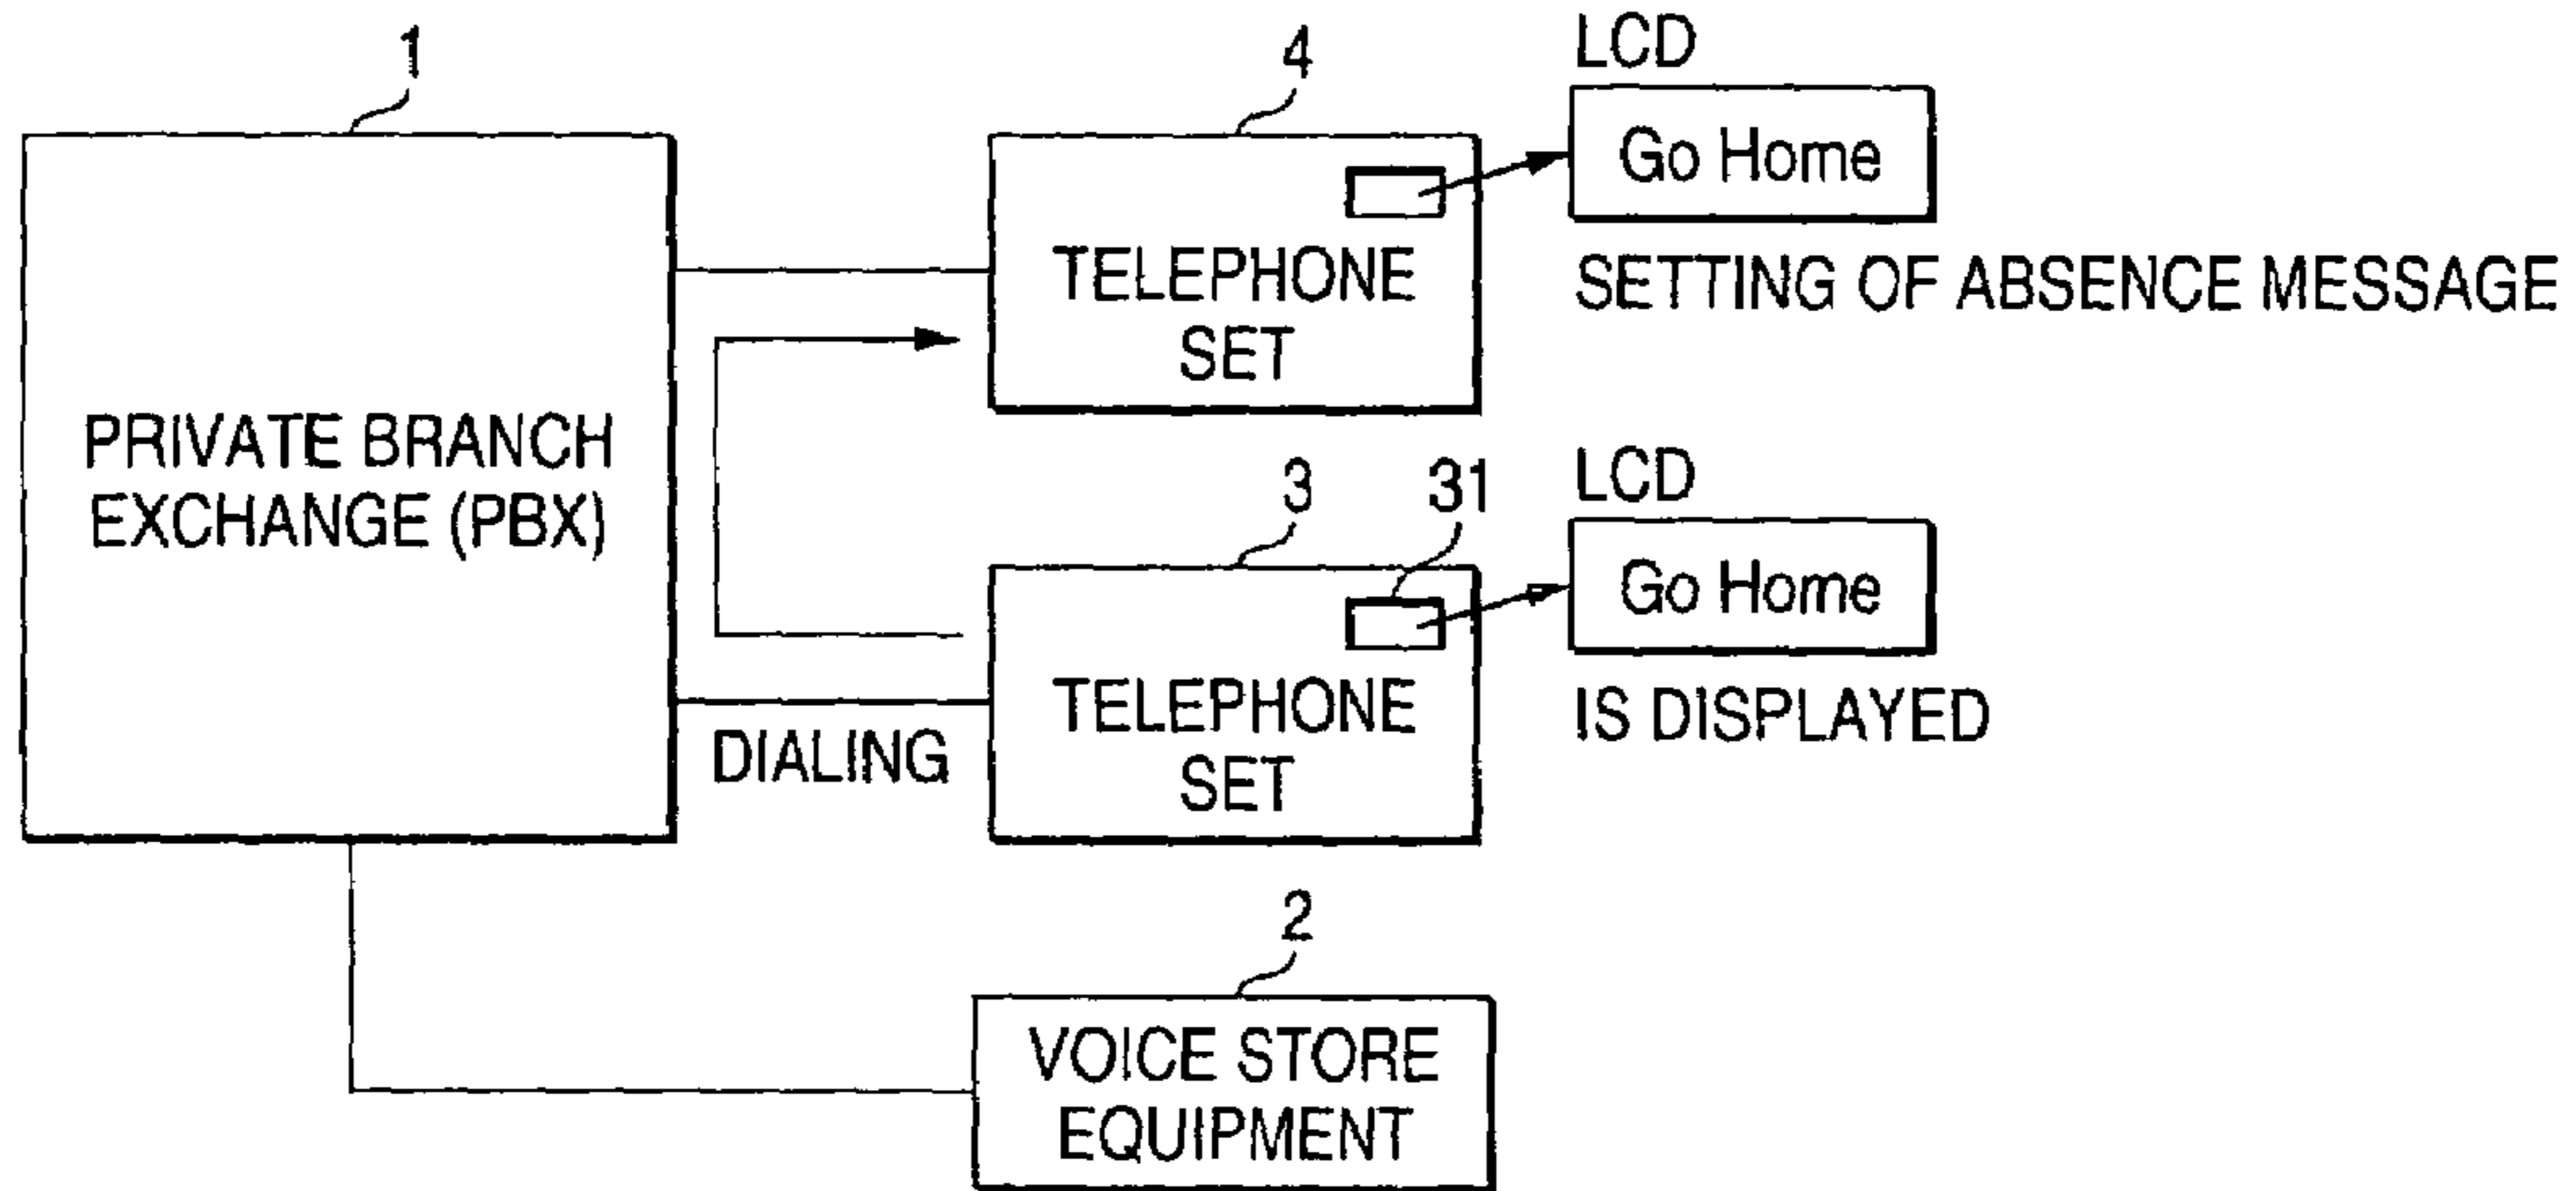 1
PRIVATE BRANCH
EXCHANGE (PBX)
4
TELEPHONE
SET
LCD
Go Home
SETTING OF ABSENCE MESSAGE
3
31
TELEPHONE
SET
LCD
Go Home
IS DISPLAYED
DIALING
2
VOICE STORE
EQUIPMENT